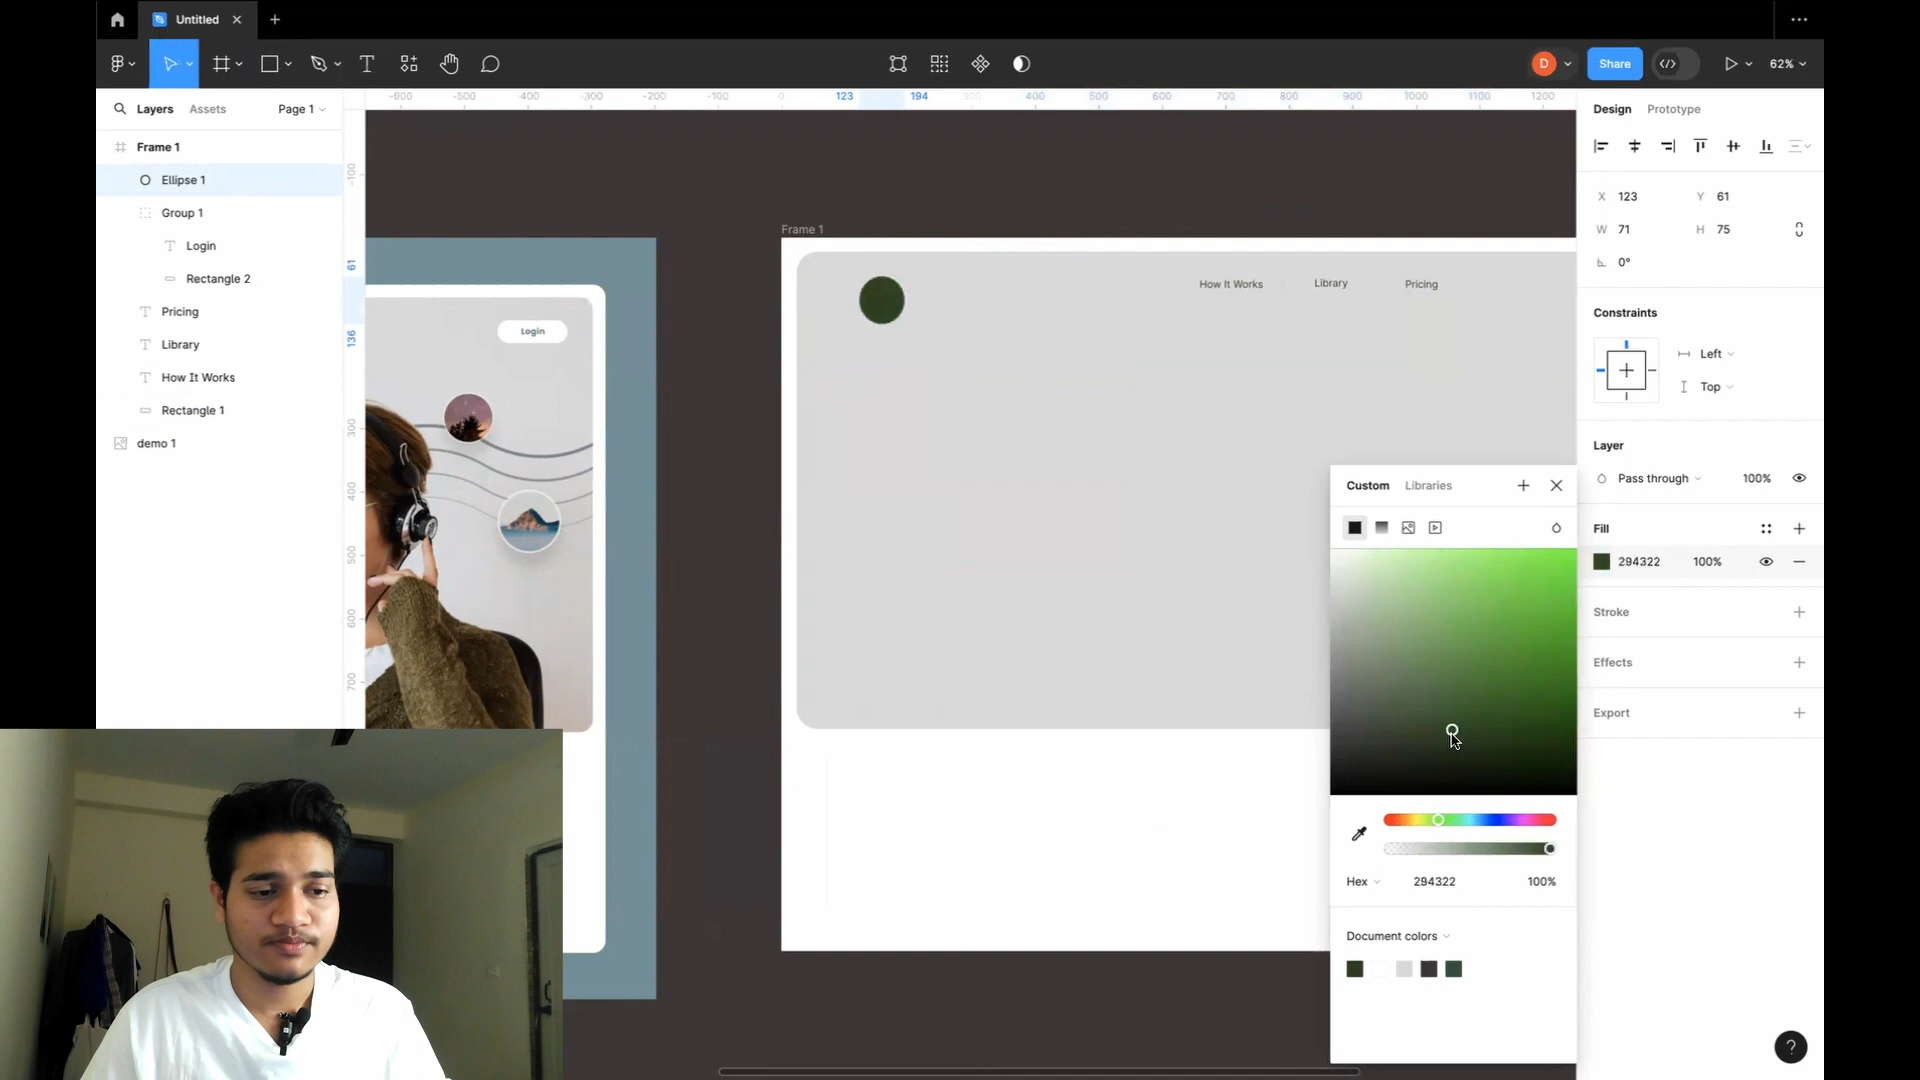 Untitled
D
Share
62%
Layers
Assets
Page 1
-900
-500
-400
-300
-200
-100
0
123
194
300
400
500
600
700
800
900
1000
1100
1200
Design
Prototype
Frame 1
Ellipse 1
Group 1
Login
Rectangle 2
Pricing
Library
How It Works
Rectangle 1
demo 1
-100
61
136
300
400
500
600
700
Login
Frame 1
How It Works
Library
Pricing
X 123
Y 61
W 71
H 75
0°
Constraints
Left
Top
Layer
Pass through
100%
Fill
294322
100%
Stroke
Effects
Export
Custom
Libraries
Hex
294322
100%
Document colors
?